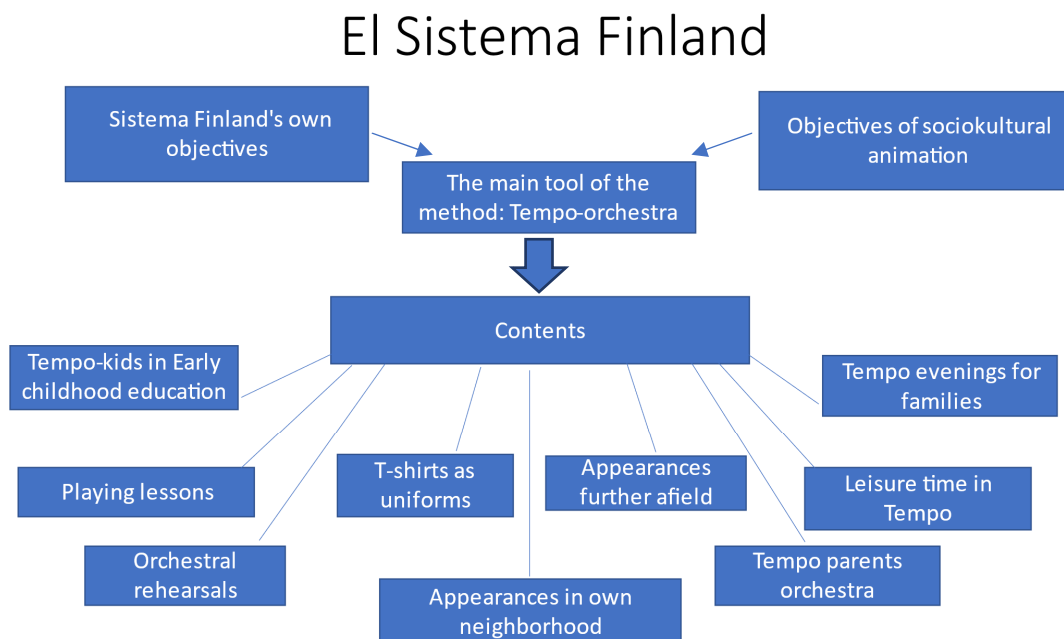 El Sistema Finland
Sistema Finland's own
objectives
Objectives of sociokultural
animation
The main tool of the
method: Tempo-orchestra
Contents
Tempo-kids in Early
childhood education
Tempo evenings for
families
Playing lessons
T-shirts as
uniforms
Appearances
further afield
Leisure time in
Tempo
Orchestral
rehearsals
Appearances in own
neighborhood
Tempo parents
orchestra